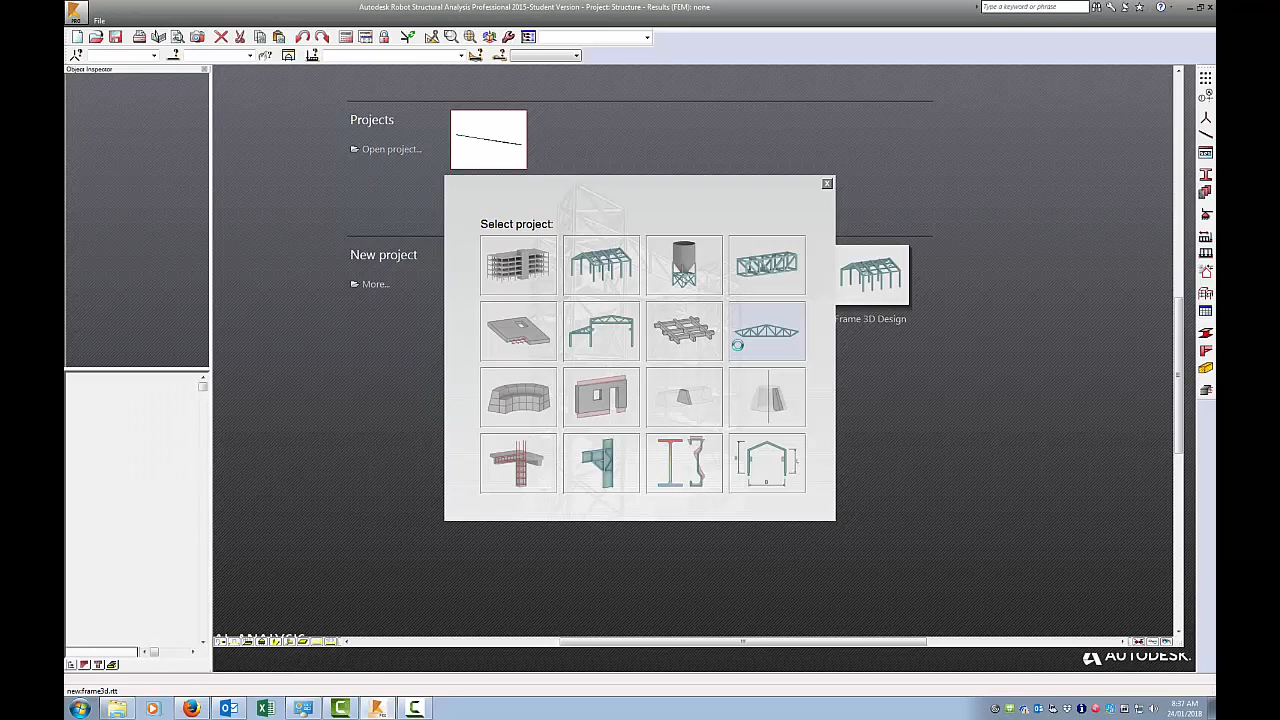 Autodesk Robot Structural Analysis Professional 2015-Student Version - Project: Structure - Results (FEM): none
Type a keyword or phrase
PRO
File
Object Inspector
Projects
Open project...
Select project:
New project
More...
Frame 3D Design
AUTODESK.
new:frame3d.rtt
8:37 AM
24/01/2018